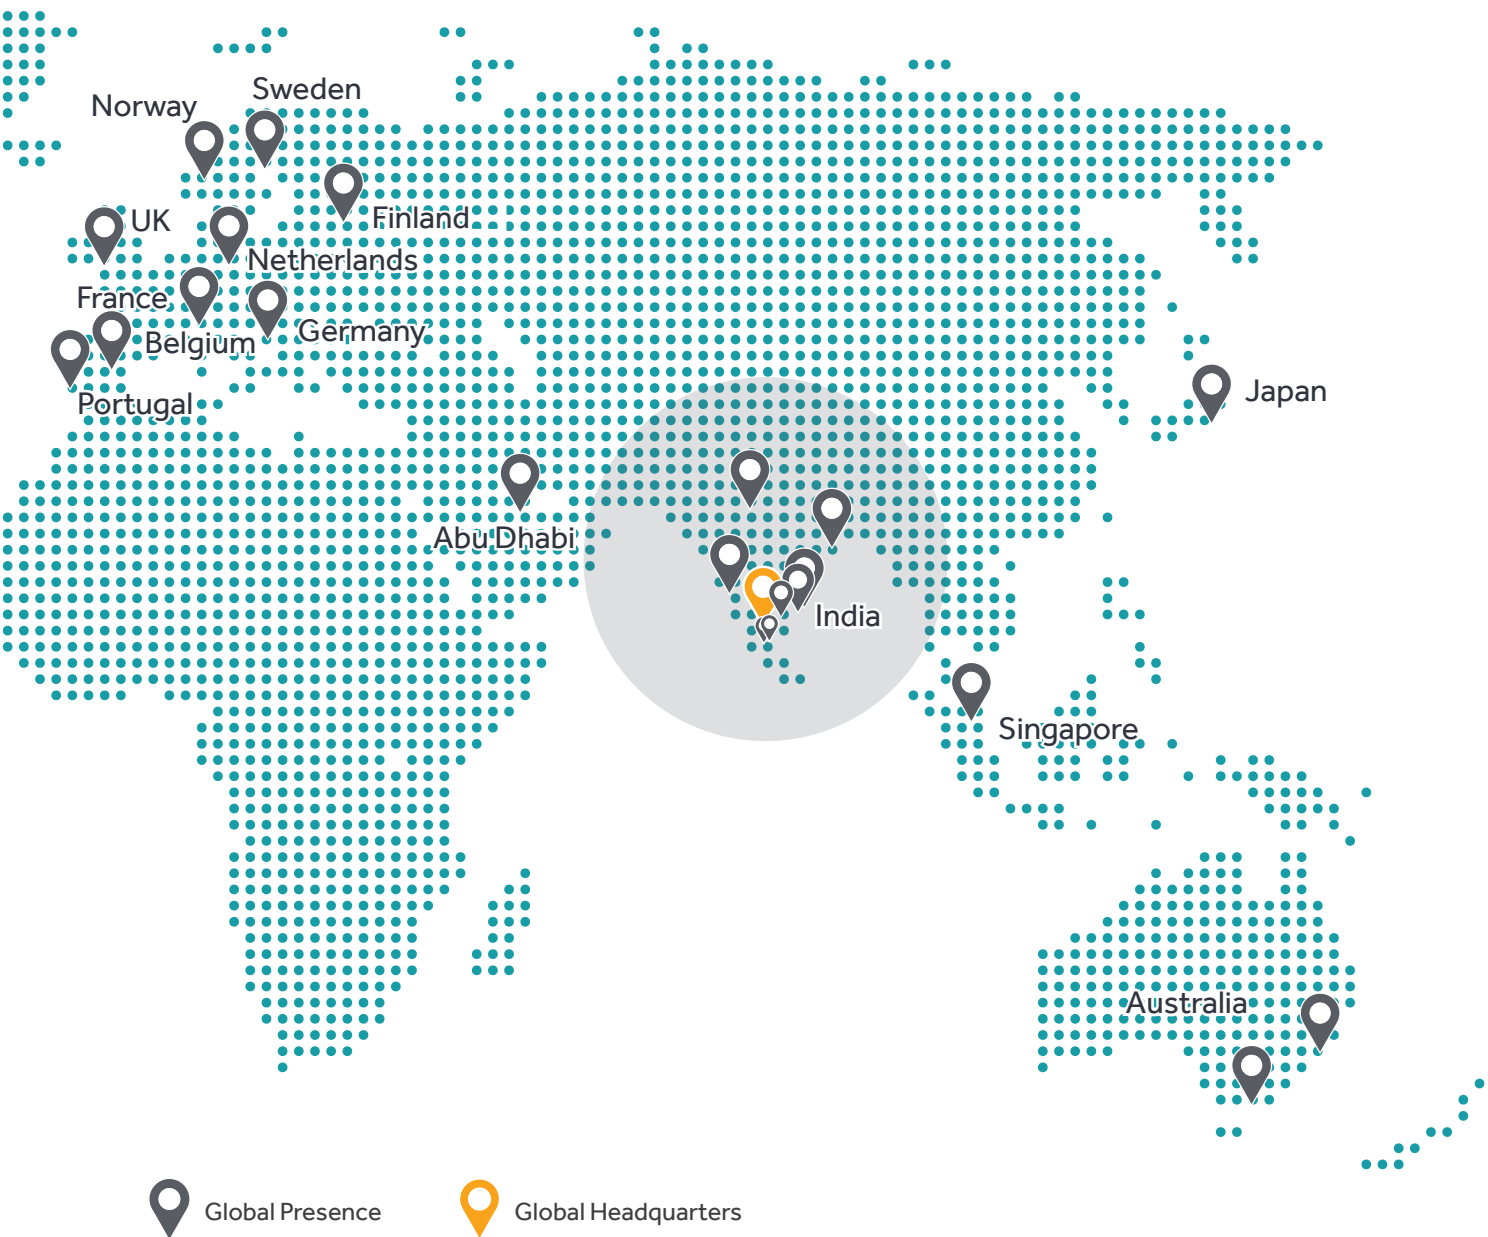 Sweden
Norway
UK
Finland
Netherlands
France
Germany
Belgium
Portugal
Japan
Abu Dhabi
India
Singapore
Australia
Global Presence
Global Headquarters